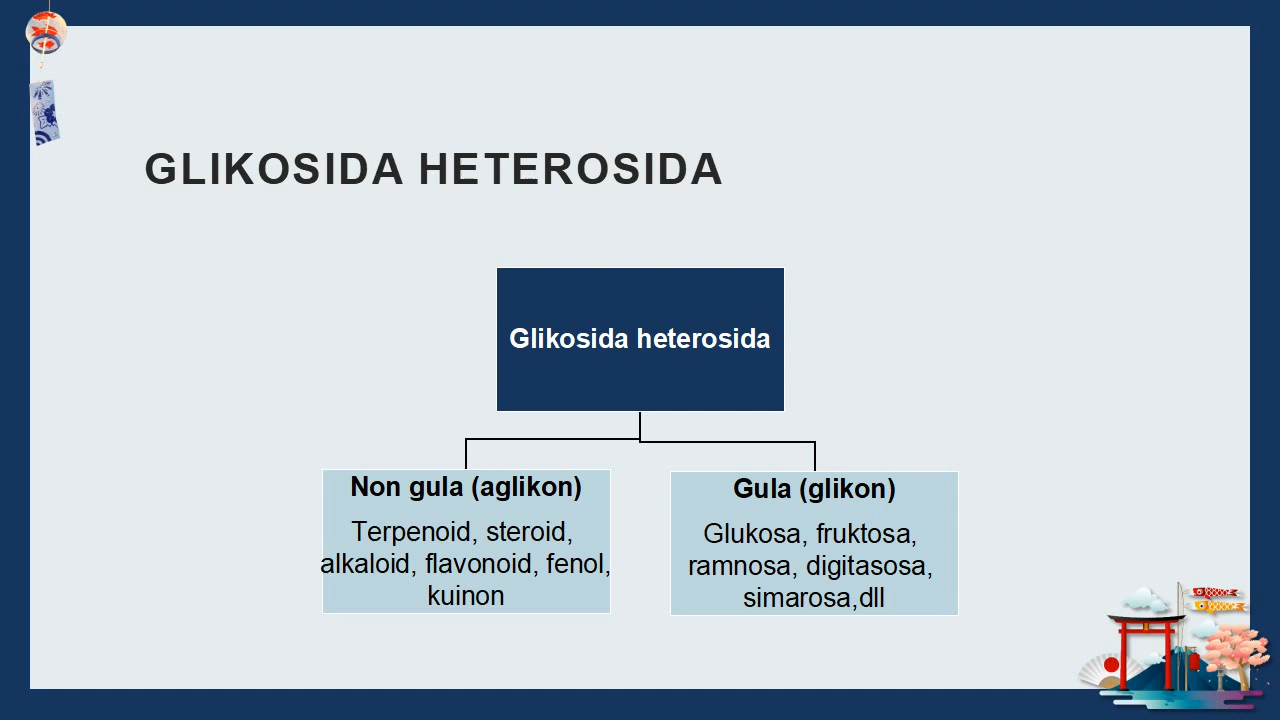 GLIKOSIDA HETEROSIDA
Glikosida heterosida
Non gula (aglikon)
Terpenoid, steroid,
alkaloid, flavonoid, fenol,
kuinon
Gula (glikon)
Glukosa, fruktosa,
ramnosa, digitasosa,
simarosa,dll